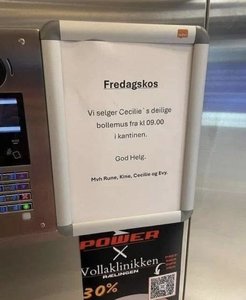 Fredagskos
Vi selger Cecilie`s deilige
bollemus fra kl 09.00
i kantinen.
God Helg.
Mvh Rune, Kine, Cecilie og Evy.
POWER
X
Vollaklinikken
RÆLINGEN
30%